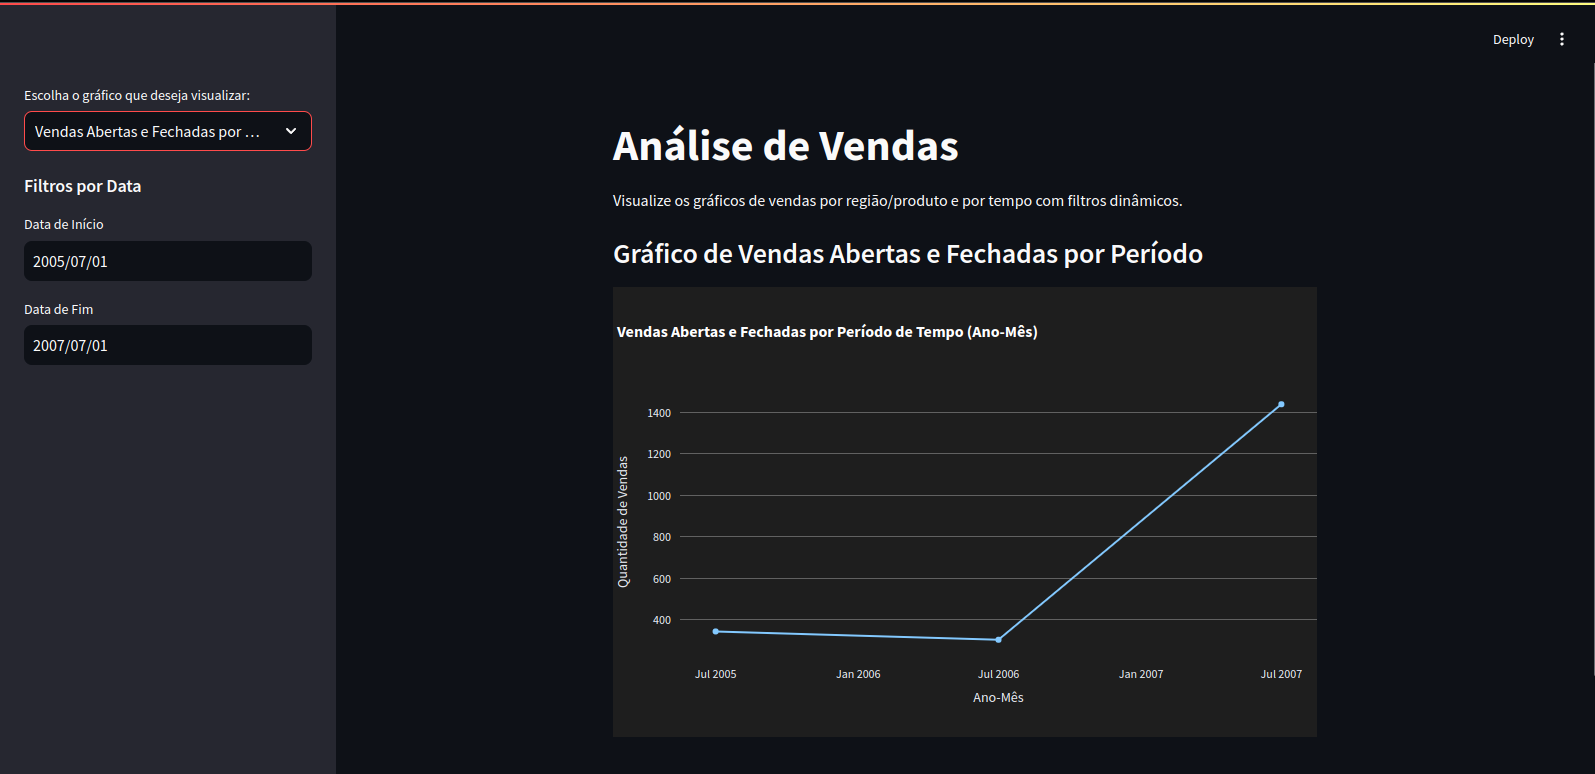 Deploy
Escolha o gráfico que deseja visualizar:
Vendas Abertas e Fechadas por ...
Filtros por Data
Data de Início
2005/07/01
Data de Fim
2007/07/01
Análise de Vendas
Visualize os gráficos de vendas por região/produto e por tempo com filtros dinâmicos.
Gráfico de Vendas Abertas e Fechadas por Período
Vendas Abertas e Fechadas por Período de Tempo (Ano-Mês)
Quantidade de Vendas
1400
1200
1000
800
600
400
Jul 2005 Jan 2006 Jul 2006 Jan 2007 Jul 2007
Ano-Mês